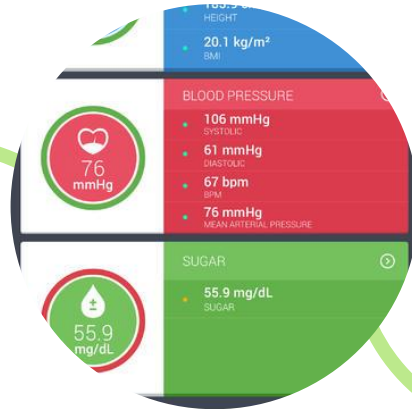 HEIGHT
20.1 kg/m²
BMI
BLOOD PRESSURE
76
mmHg
106 mmHg
SYSTOLIC
61 mmHg
DIASTOLIC
67 bpm
BPM
76 mmHg
MEAN ARTERIAL PRESSURE
SUGAR
55.9
mg/dL
55.9 mg/dL
SUGAR